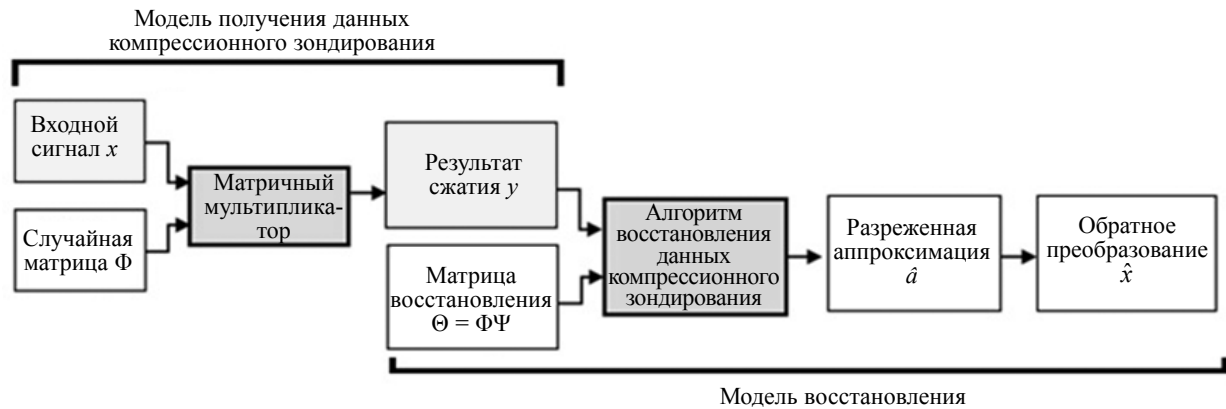 Модель получения данных
компрессионного зондирования
Входной
сигнал x
Случайная
матрица Φ
Матричный
мультиплика-
тор
Результат
сжатия y
Матрица
восстановления
Θ = ΦΨ
Алгоритм
восстановления
данных
компрессионного
зондирования
Разреженная
аппроксимация
â
Обратное
преобразование
x̂
Модель восстановления